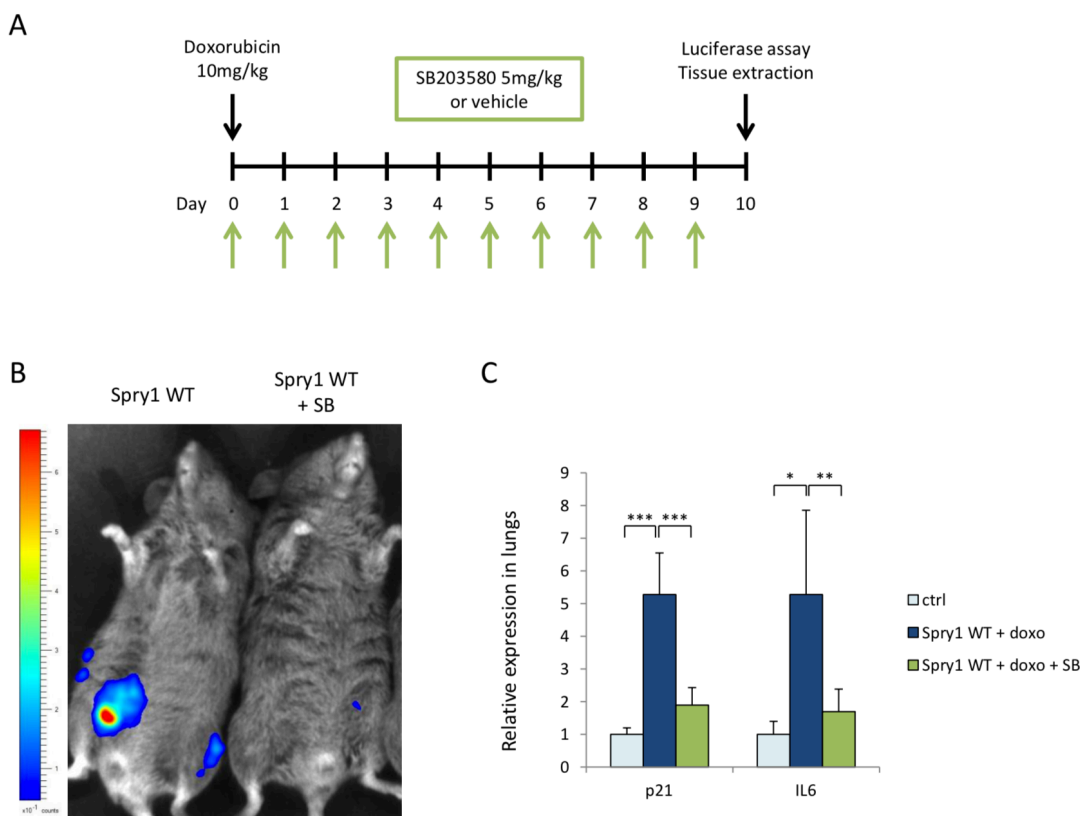 A
Doxorubicin
10mg/kg
SB203580 5mg/kg
or vehicle
Luciferase assay
Tissue extraction
Day 0 1 2 3 4 5 6 7 8 9 10
B
Spry1 WT
Spry1 WT
+ SB
6
5
4
3
2
1
x10⁻¹ counts
C
Relative expression in lungs
9
8
7
6
5
4
3
2
1
0
*** ***
* **
p21
IL6
ctrl
Spry1 WT + doxo
Spry1 WT + doxo + SB